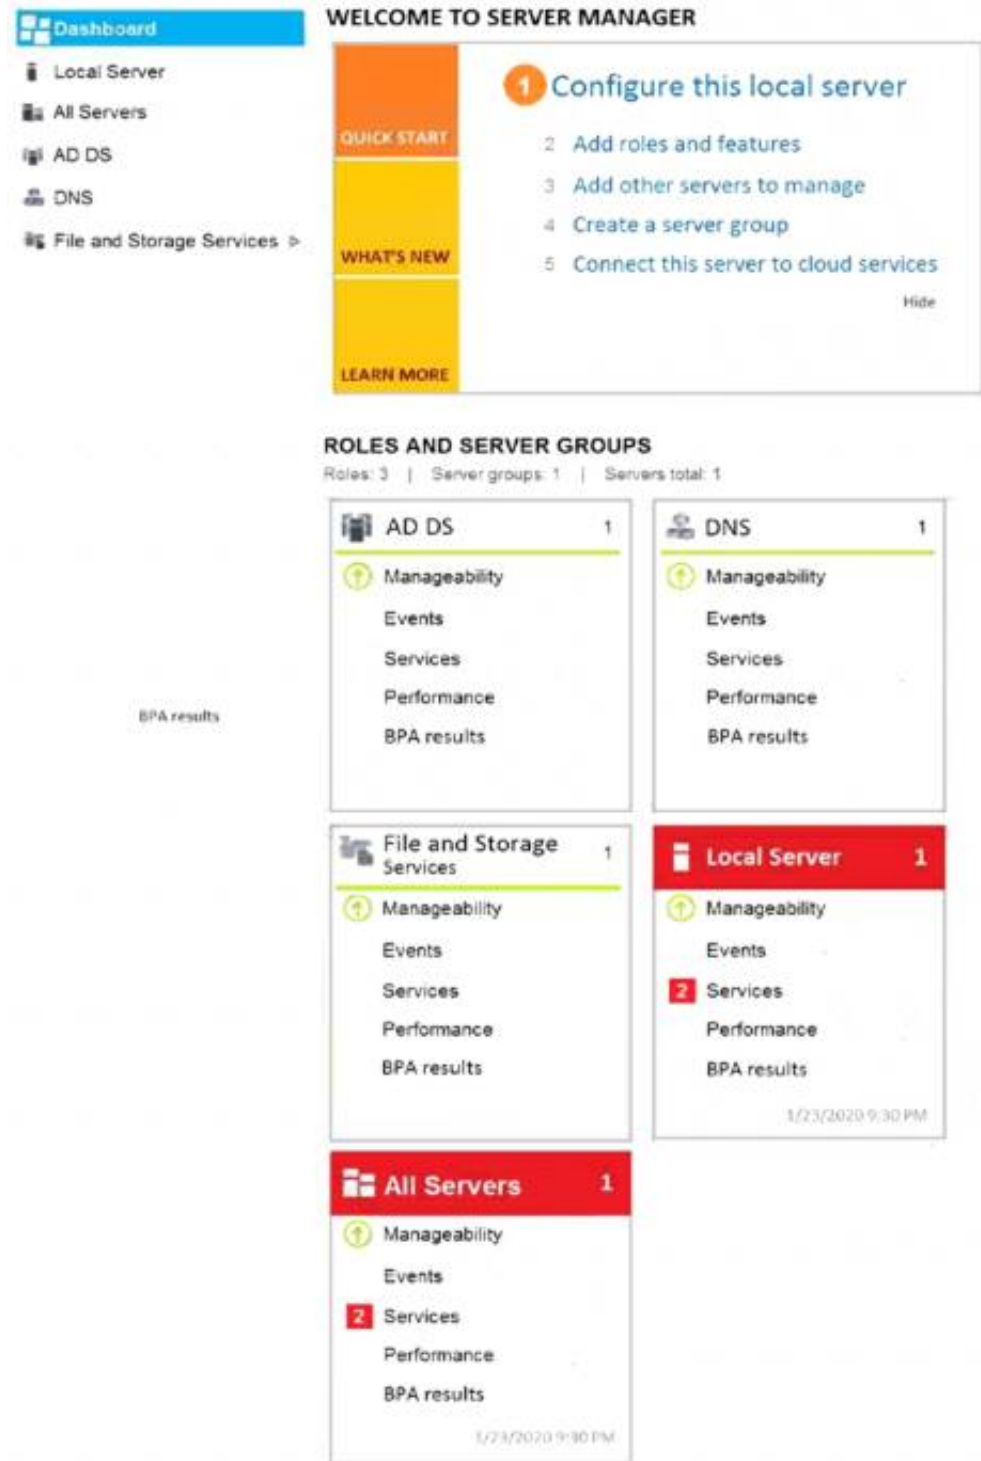 Dashboard
Local Server
All Servers
AD DS
DNS
File and Storage Services
WELCOME TO SERVER MANAGER
QUICK START
WHAT'S NEW
LEARN MORE
1 Configure this local server
2 Add roles and features
3 Add other servers to manage
4 Create a server group
5 Connect this server to cloud services
Hide
ROLES AND SERVER GROUPS
Roles: 3 | Server groups: 1 | Servers total: 1
AD DS 1
Manageability
Events
Services
Performance
BPA results
DNS 1
Manageability
Events
Services
Performance
BPA results
BPA results
File and Storage 1
Services
Manageability
Events
Services
Performance
BPA results
Local Server 1
Manageability
Events
2 Services
Performance
BPA results
1/23/2020 9:30 PM
All Servers 1
Manageability
Events
2 Services
Performance
BPA results
1/23/2020 9:30 PM